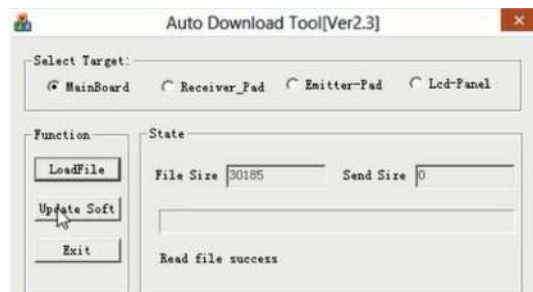 Auto Download Tool[Ver2.3]
Select Target:
MainBoard Receiver_Pad Emitter-Pad Lcd-Panel
Function
State
LoadFile
File Size 30185 Send Size 0
Update Soft
Exit
Read file success